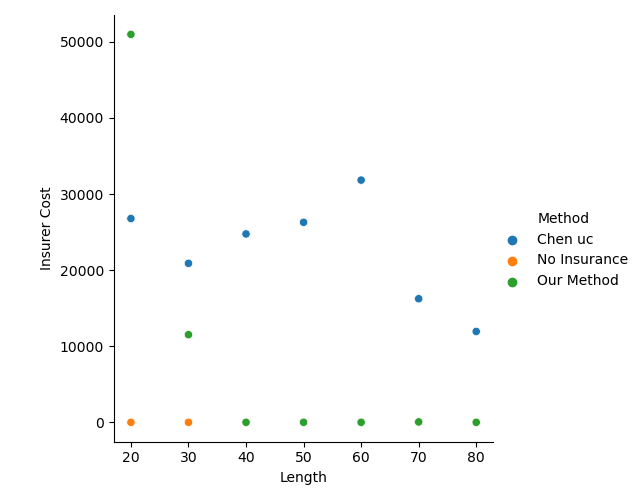 50000
40000
30000
20000
10000
0
Insurer Cost
20 30 40 50 60 70 80
Length
Method
Chen uc
No Insurance
Our Method